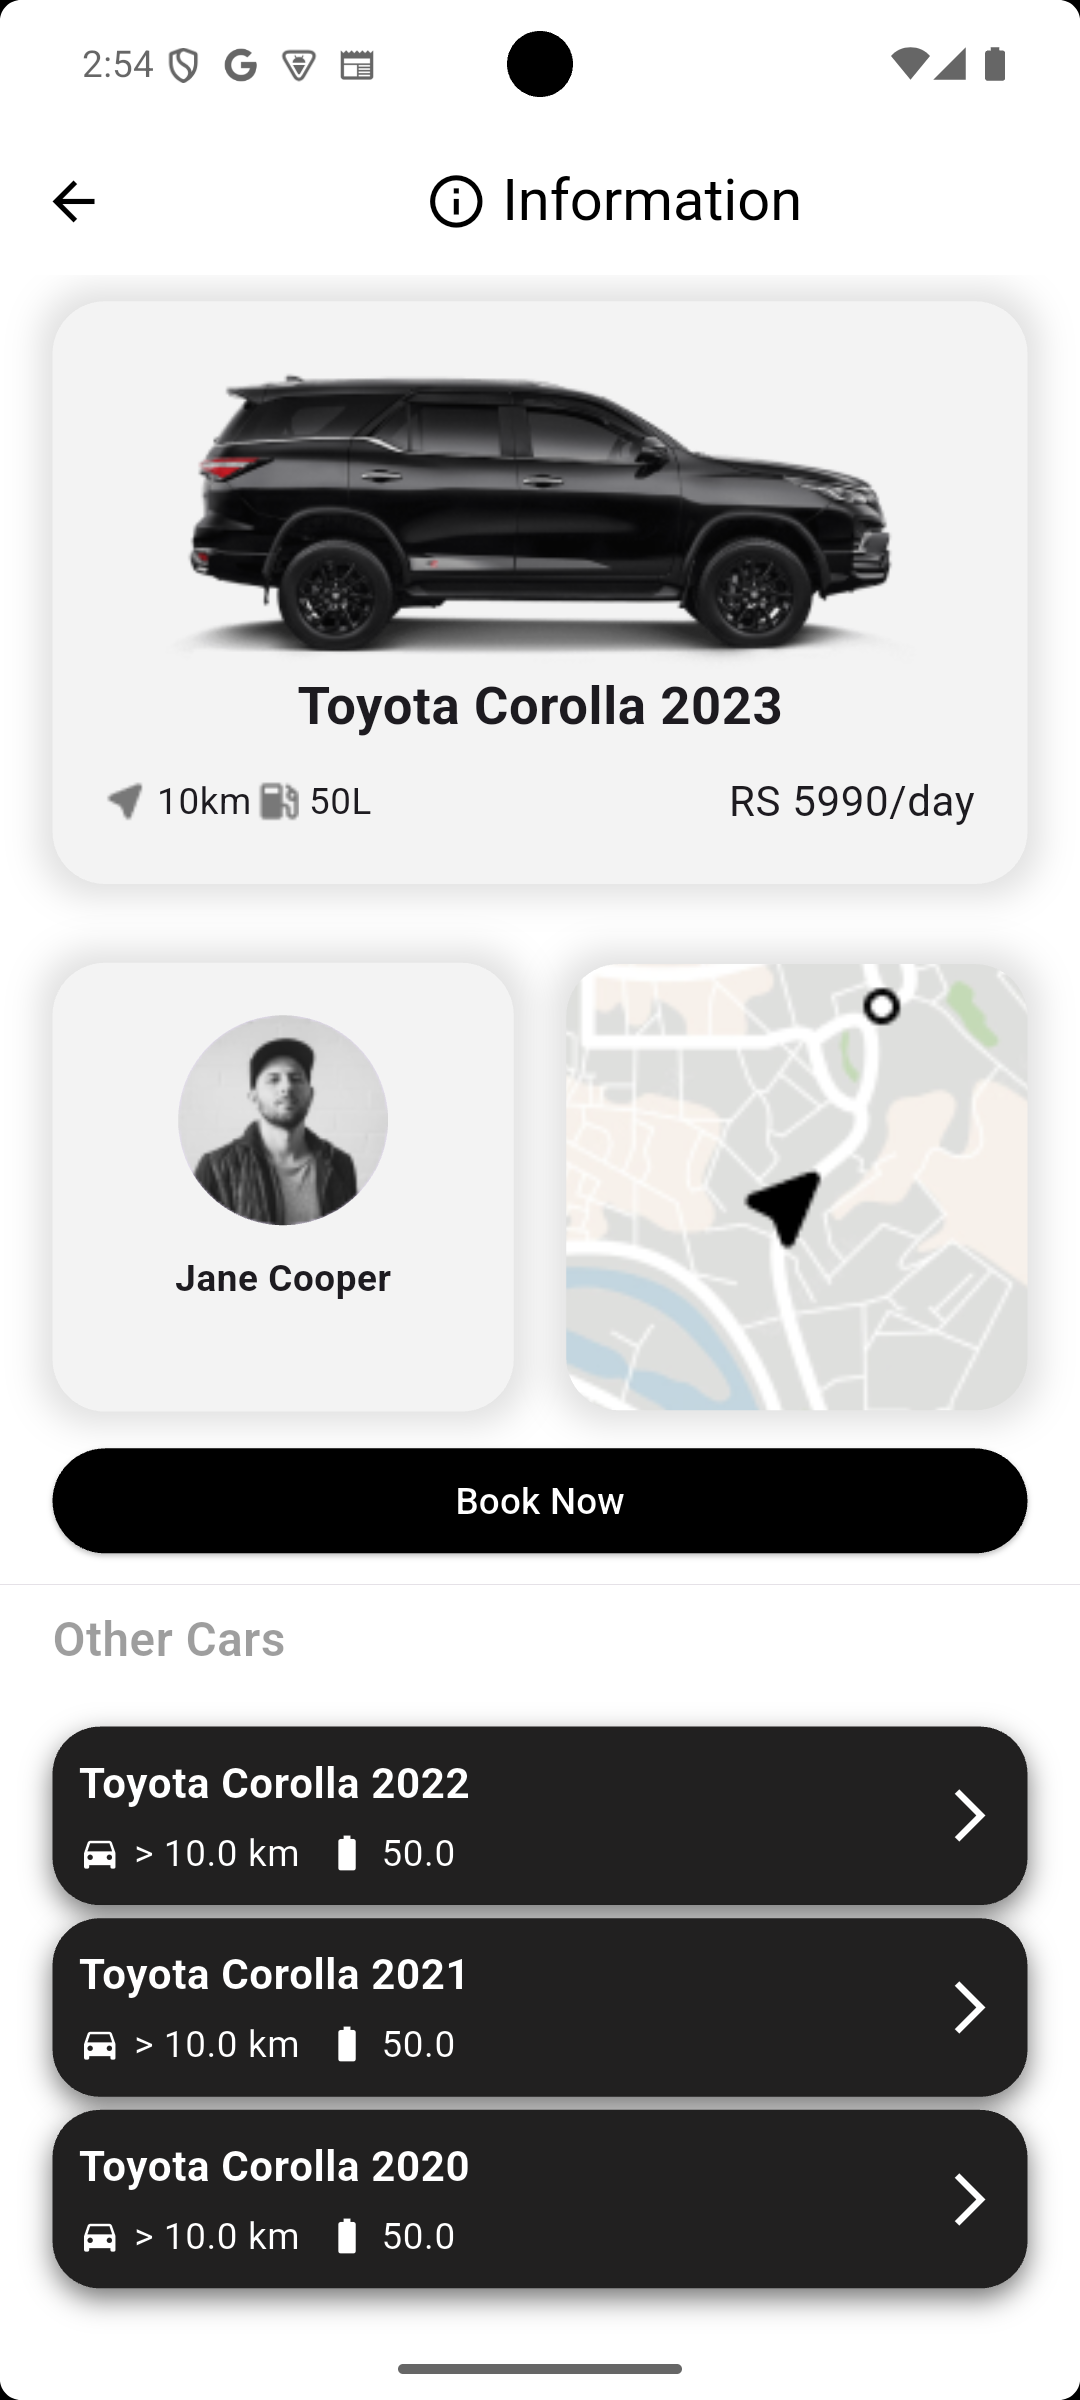 2:54
Information
Toyota Corolla 2023
10km 50L RS 5990/day
Jane Cooper
Book Now
Other Cars
Toyota Corolla 2022
> 10.0 km 50.0
Toyota Corolla 2021
> 10.0 km 50.0
Toyota Corolla 2020
> 10.0 km 50.0